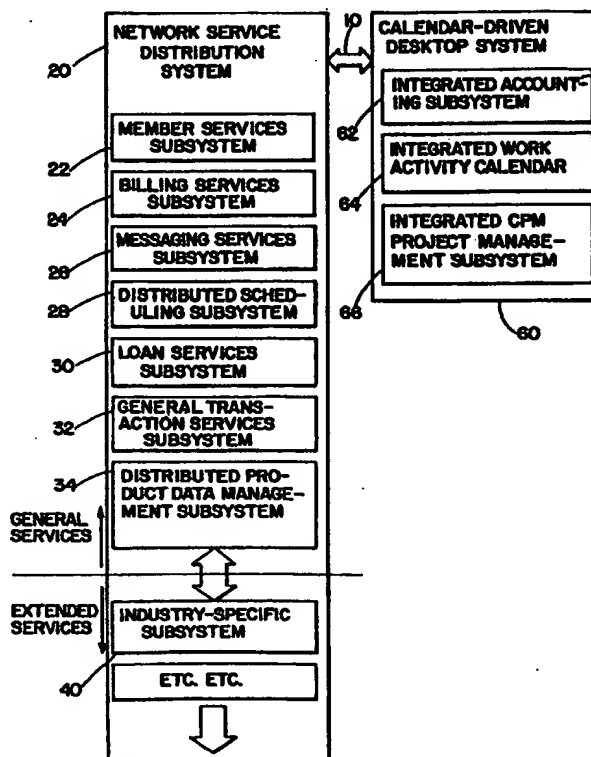 10
20
NETWORK SERVICE
DISTRIBUTION
SYSTEM
22
MEMBER SERVICES
SUBSYSTEM
24
BILLING SERVICES
SUBSYSTEM
26
MESSAGING SERVICES
SUBSYSTEM
28
DISTRIBUTED SCHE-
DULING SUBSYSTEM
30
LOAN SERVICES
SUBSYSTEM
32
GENERAL TRANS-
ACTION SERVICES
SUBSYSTEM
34
DISTRIBUTED PRO-
DUCT DATA MANAGE-
MENT SUBSYSTEM
GENERAL
SERVICES
EXTENDED
SERVICES
INDUSTRY-SPECIFIC
SUBSYSTEM
40
ETC. ETC.
CALENDAR-DRIVEN
DESKTOP SYSTEM
INTEGRATED ACCOUNT-
ING SUBSYSTEM
62
INTEGRATED WORK
ACTIVITY CALENDAR
64
INTEGRATED CPM
PROJECT MANAGE-
MENT SUBSYSTEM
66
60